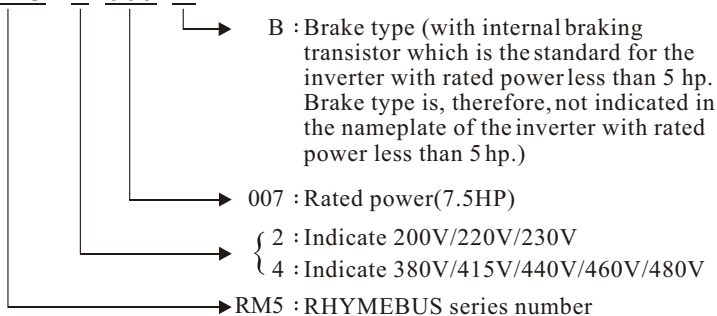 B : Brake type (with internal braking
transistor which is the standard for the
inverter with rated power less than 5 hp.
Brake type is, therefore, not indicated in
the nameplate of the inverter with rated
power less than 5 hp.)
007 : Rated power(7.5HP)
2 : Indicate 200V/220V/230V
4 : Indicate 380V/415V/440V/460V/480V
RM5 : RHYMEBUS series number